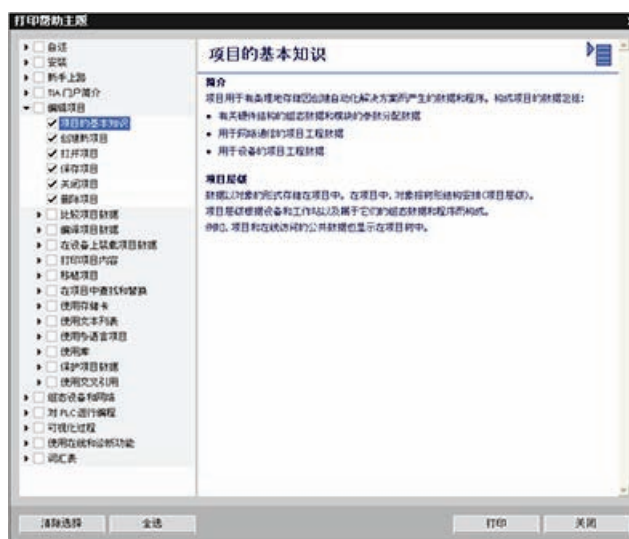 打印帮助主题
自述
安装
新手上路
TIA 门户简介
编辑项目
项目的基本知识
创建新项目
打开项目
保存项目
关闭项目
删除项目
比较项目数据
编译项目数据
在设备上装载项目数据
打印项目内容
移植项目
在项目中查找和替换
使用存储卡
使用文本列表
使用多语言项目
使用库
保护项目数据
使用交叉引用
组态设备和网络
对 PLC 进行编程
可视化过程
使用在线和诊断功能
词汇表
项目的基本知识
简介
项目用于有条理地存储因创建自动化解决方案而产生的数据和程序。构成项目的数据包括:
• 有关硬件结构的组态数据和模块的参数分配数据
• 用于网络通信的项目工程数据
• 用于设备的项目工程数据
项目层级
数据以对象的形式存储在项目中。在项目中，对象按树形结构安排(项目层级)。
项目层级根据设备和工作站以及属于它们的组态数据和程序而构成。
例如，项目和在线访问的公共数据也显示在项目树中。
清除选择
全选
打印
关闭